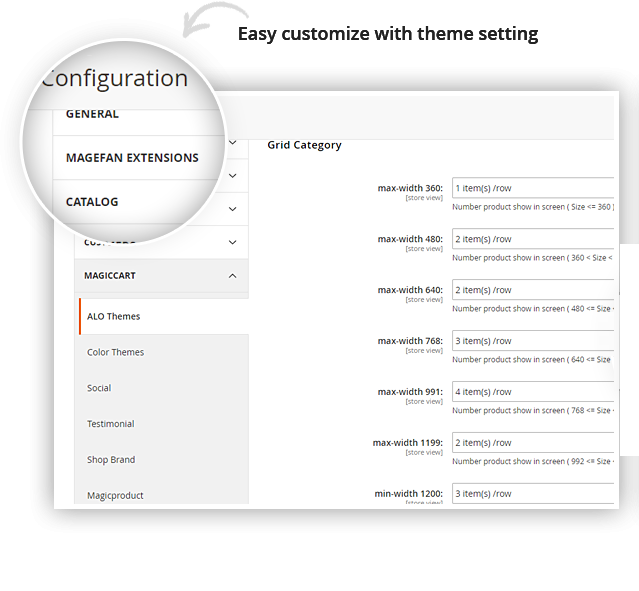 Easy customize with theme setting
Configuration
GENERAL
MAGEFAN EXTENSIONS
CATALOG
MAGICCART
ALO Themes
Color Themes
Social
Testimonial
Shop Brand
Magicproduct
Grid Category
max-width 360: 1 item(s) /row
[store view] Number product show in screen ( Size <= 360 )
max-width 480: 2 item(s) /row
[store view] Number product show in screen ( 360 < Size <
max-width 640: 2 item(s) /row
[store view] Number product show in screen ( 480 <= Size
max-width 768: 3 item(s) /row
[store view] Number product show in screen ( 640 <= Size
max-width 991: 4 item(s) /row
[store view] Number product show in screen ( 768 <= Size
max-width 1199: 2 item(s) /row
[store view] Number product show in screen ( 992 <= Size
min-width 1200: 3 item(s) /row
[store view]